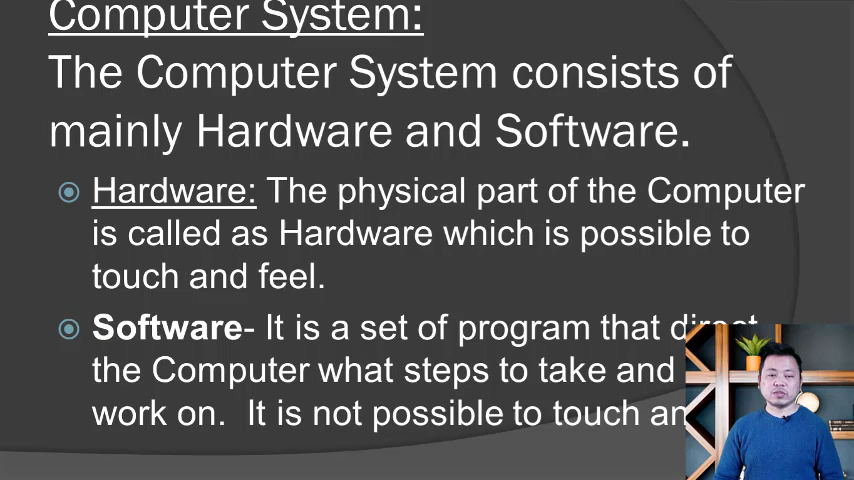 Computer System:
The Computer System consists of
mainly Hardware and Software.
Hardware: The physical part of the Computer
is called as Hardware which is possible to
touch and feel.
Software- It is a set of program that direct
the Computer what steps to take and
work on. It is not possible to touch